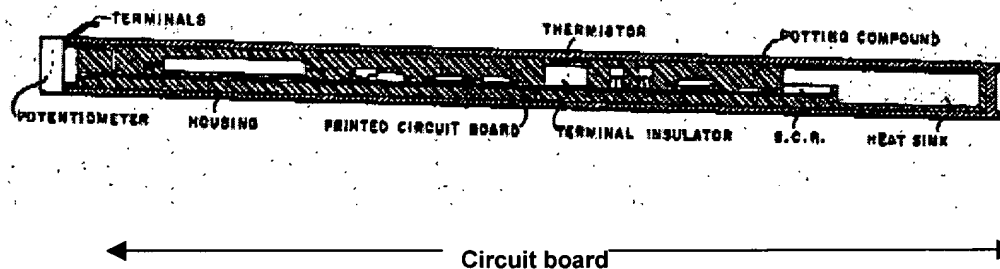 TERMINALS
THERMISTOR
POTTING COMPOUND
POTENTIOMETER
HOUSING
PRINTED CIRCUIT BOARD
TERMINAL INSULATOR
S.C.R.
HEAT SINK
Circuit board